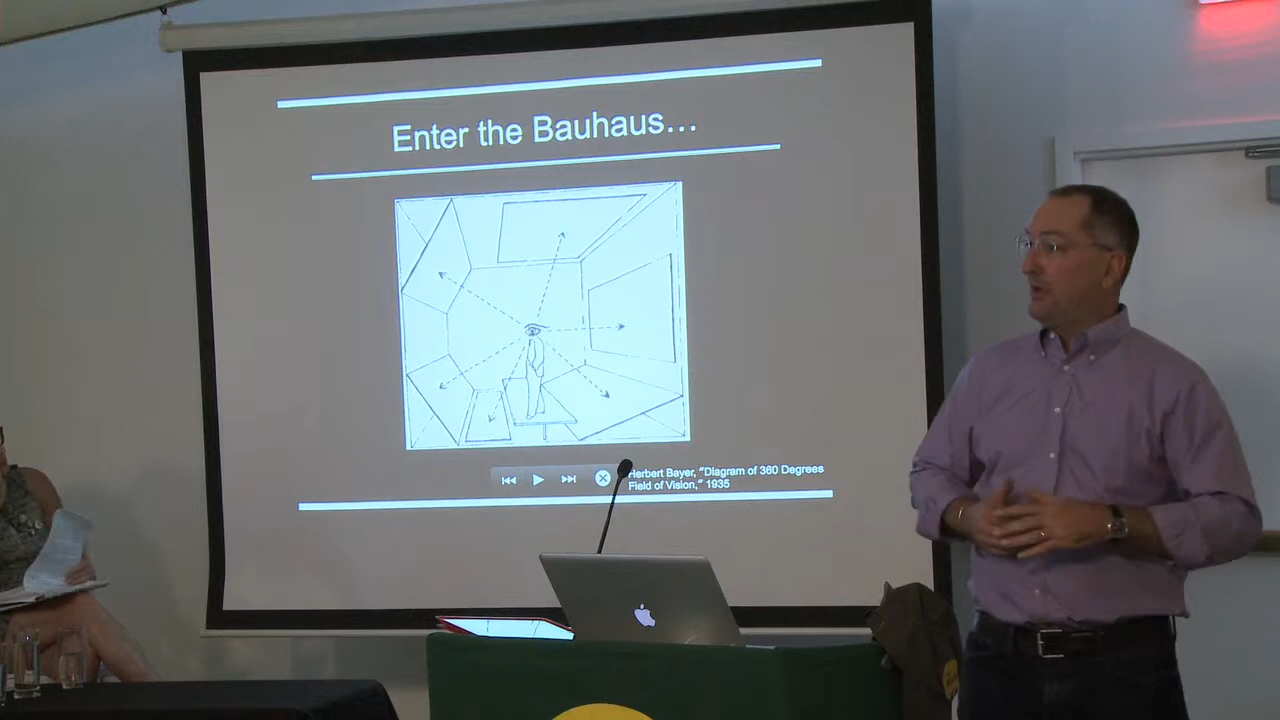 Enter the Bauhaus...
Herbert Bayer, "Diagram of 360 Degrees
Field of Vision," 1935